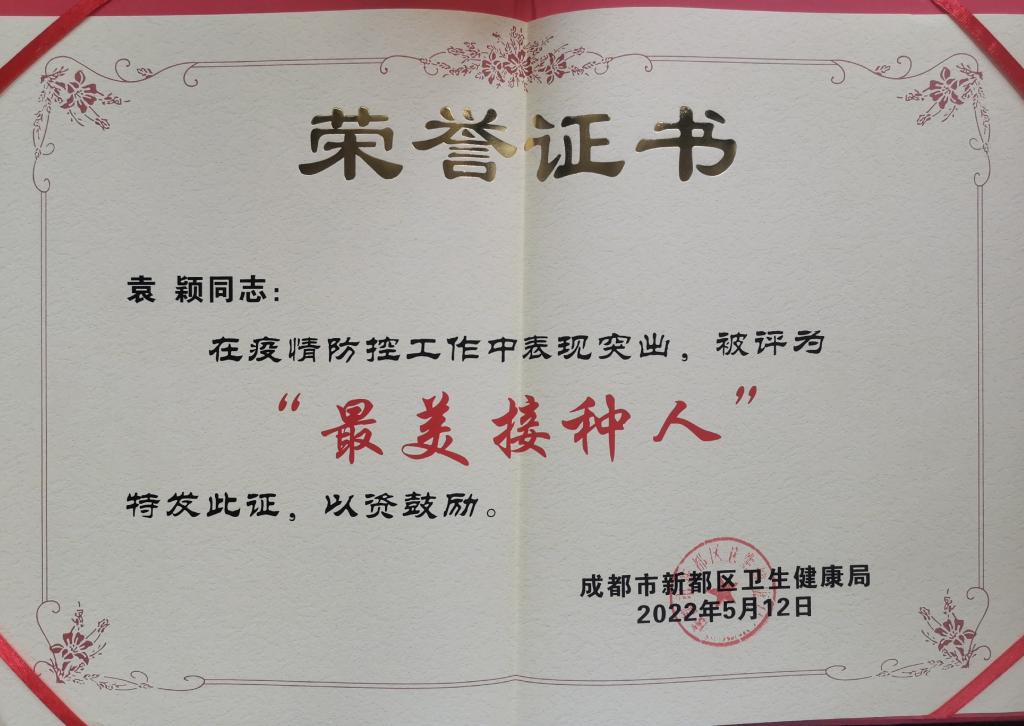 荣誉证书
袁 颖同志：
在疫情防控工作中表现突出，被评为
“最美接种人”
特发此证，以资鼓励。
成都市新都区卫生健康局
2022年5月12日